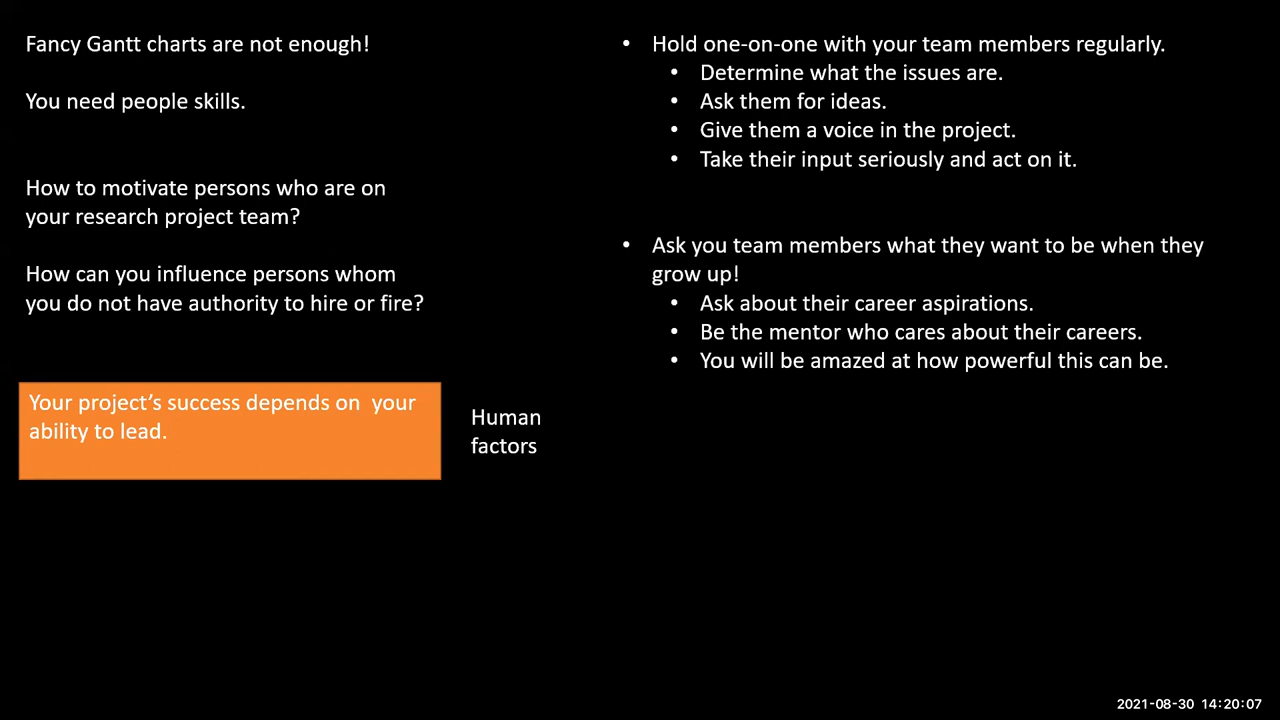 Fancy Gantt charts are not enough!
You need people skills.
How to motivate persons who are on
your research project team?
How can you influence persons whom
you do not have authority to hire or fire?
Your project's success depends on  your
ability to lead.
Human
factors
• Hold one-on-one with your team members regularly.
• Determine what the issues are.
• Ask them for ideas.
• Give them a voice in the project.
• Take their input seriously and act on it.
• Ask you team members what they want to be when they
grow up!
• Ask about their career aspirations.
• Be the mentor who cares about their careers.
• You will be amazed at how powerful this can be.
2021-08-30 14:20:07